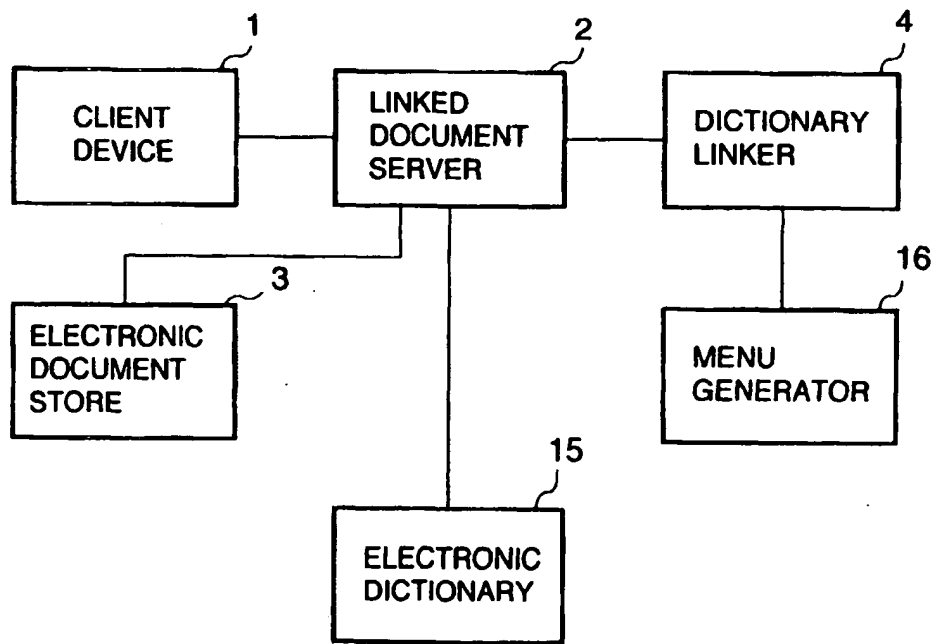 1
2
4
CLIENT
DEVICE
LINKED
DOCUMENT
SERVER
DICTIONARY
LINKER
3
16
ELECTRONIC
DOCUMENT
STORE
MENU
GENERATOR
15
ELECTRONIC
DICTIONARY